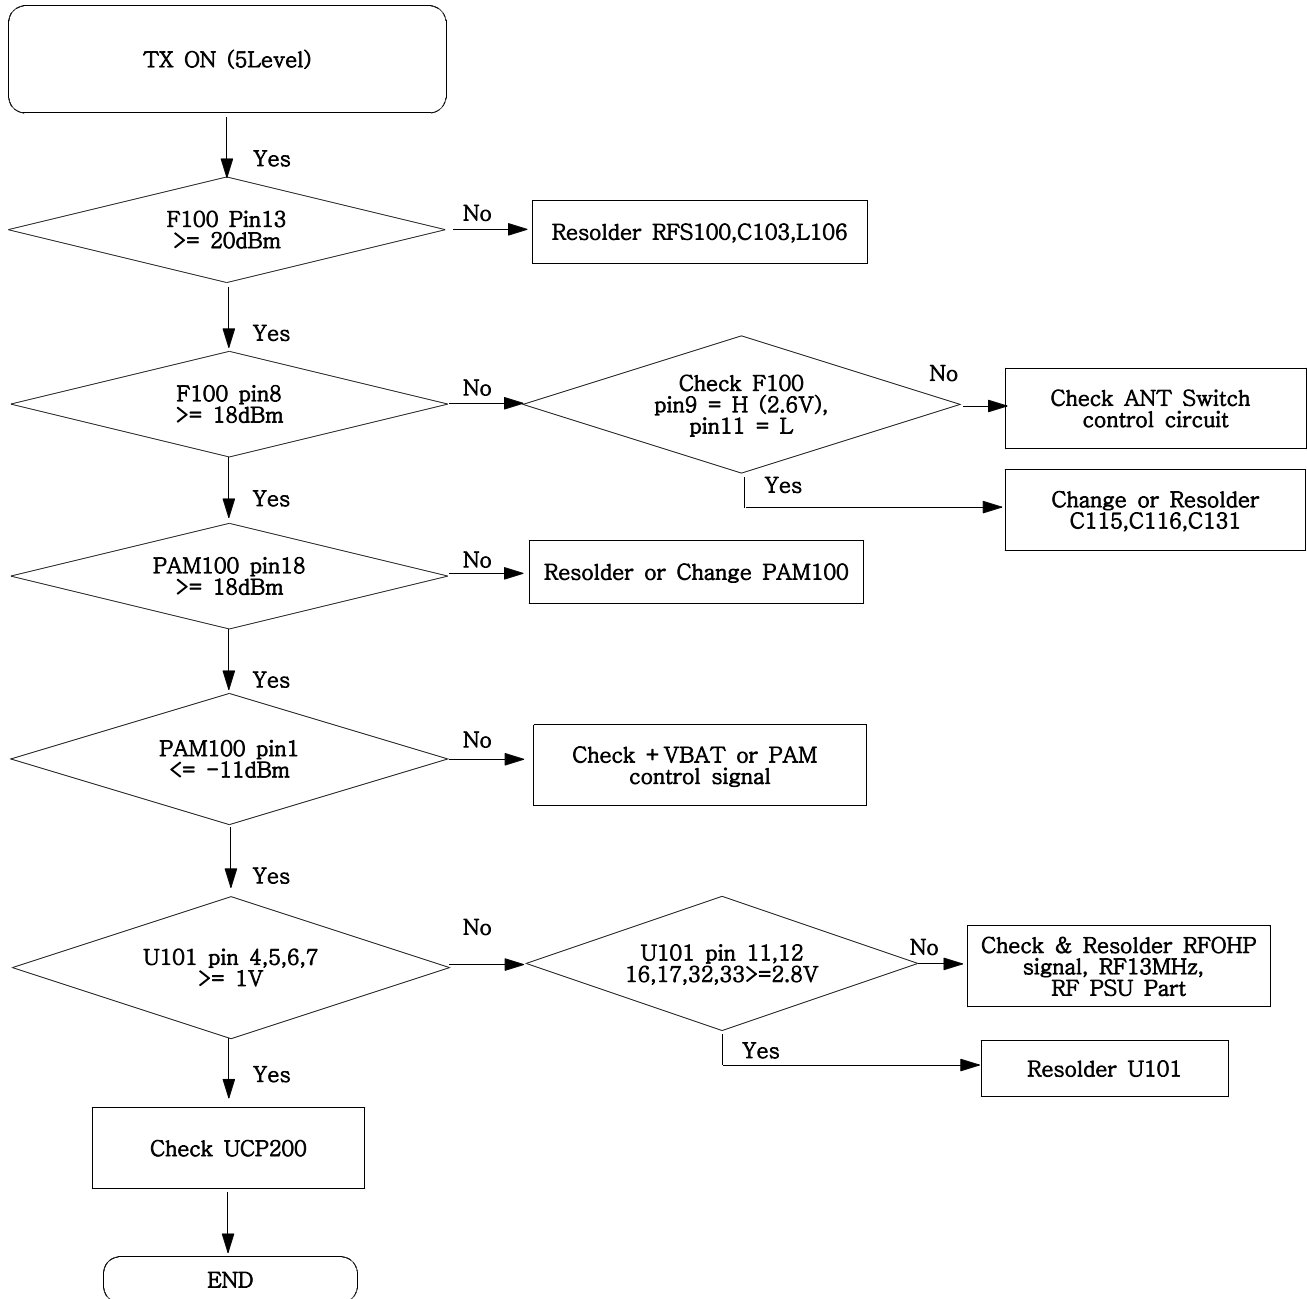 TX ON (5Level)
Yes
F100 Pin13
>= 20dBm
No
Resolder RFS100,C103,L106
Yes
F100 pin8
>= 18dBm
No
Check F100
pin9 = H (2.6V),
pin11 = L
No
Check ANT Switch
control circuit
Yes
Change or Resolder
C115,C116,C131
Yes
PAM100 pin18
>= 18dBm
No
Resolder or Change PAM100
Yes
PAM100 pin1
<= -11dBm
No
Check +VBAT or PAM
control signal
Yes
U101 pin 4,5,6,7
>= 1V
No
U101 pin 11,12
16,17,32,33>=2.8V
No
Check & Resolder RFOHP
signal, RF13MHz,
RF PSU Part
Yes
Resolder U101
Yes
Check UCP200
END